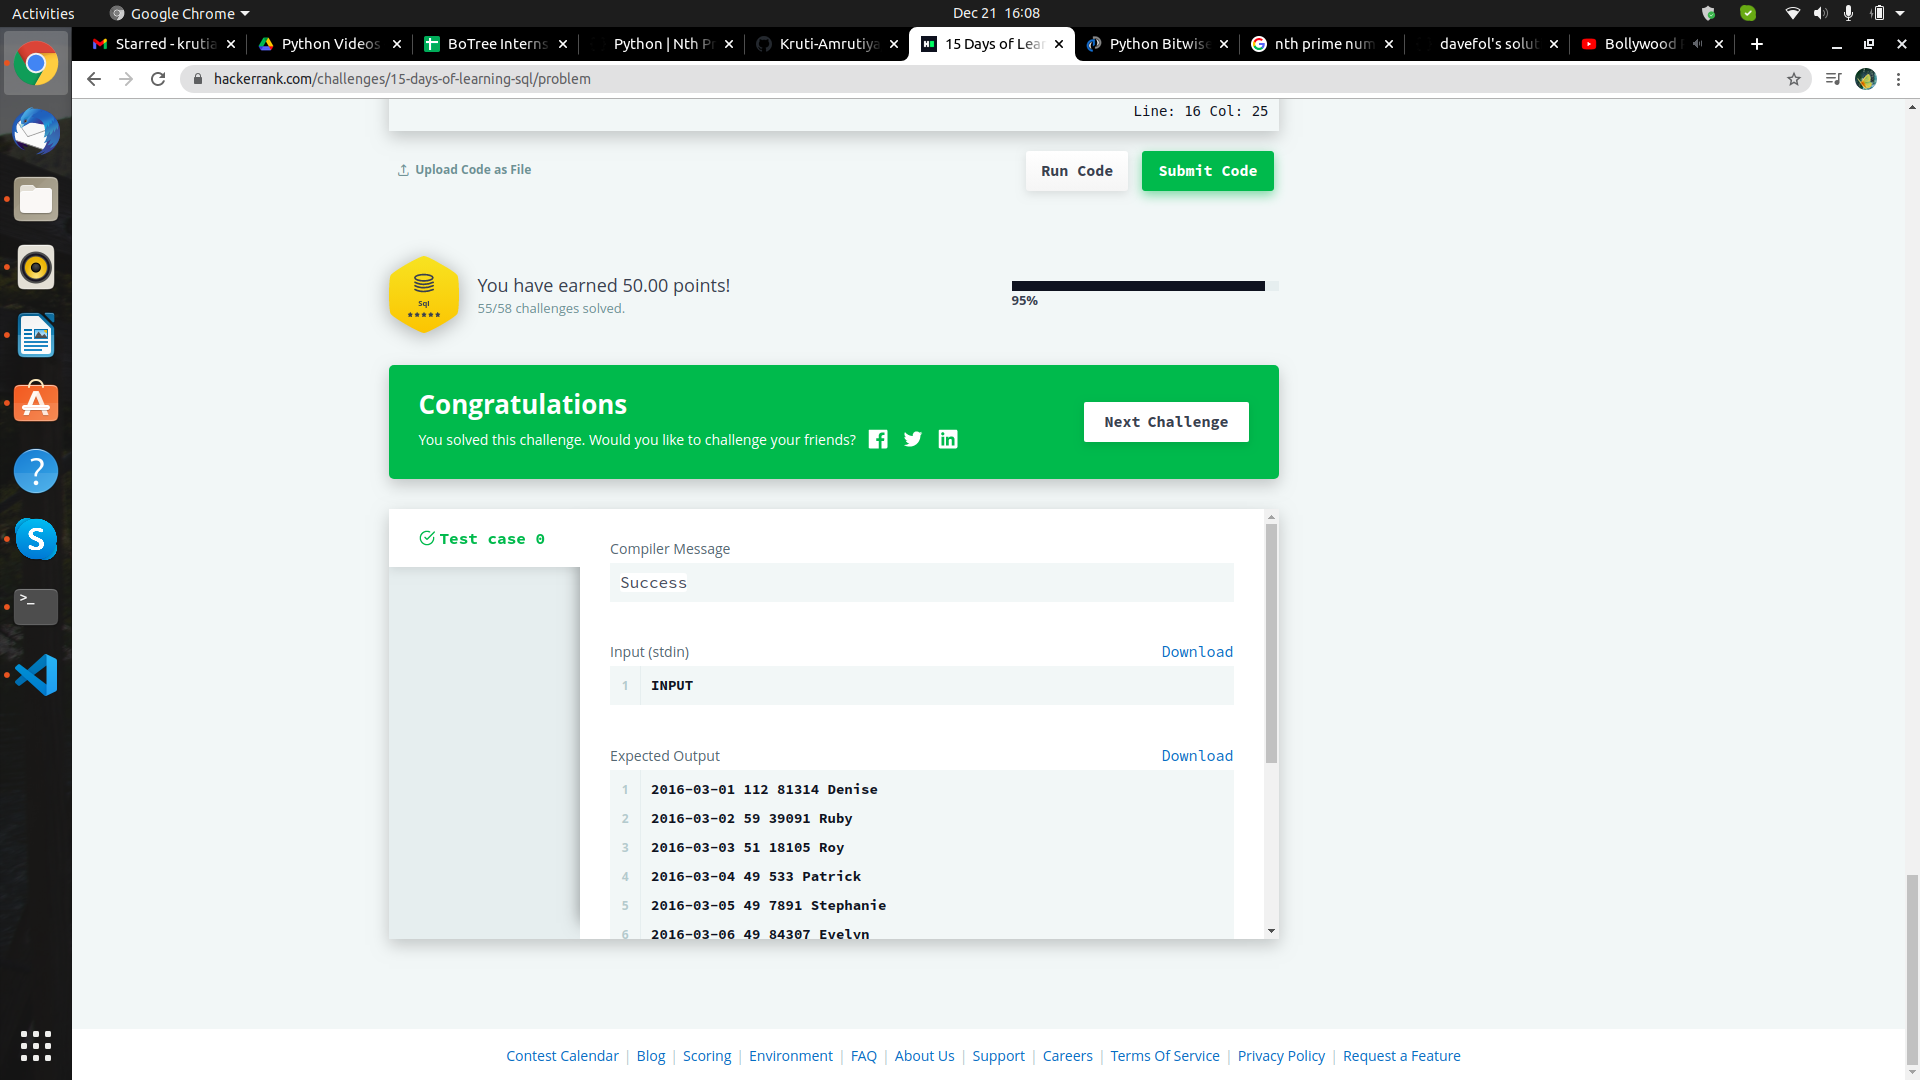 Activities
Google Chrome
Dec 21 16:08
Starred - krutia
Python Videos
BoTree Interns
Python | Nth Pr
Kruti-Amrutiya
15 Days of Lear
Python Bitwise
nth prime num
davefol's solut
Bollywood
hackerrank.com/challenges/15-days-of-learning-sql/problem
Line: 16 Col: 25
Upload Code as File
Run Code
Submit Code
Sql
You have earned 50.00 points!
55/58 challenges solved.
95%
Congratulations
You solved this challenge. Would you like to challenge your friends?
Next Challenge
Test case 0
Compiler Message
Success
Input (stdin)
Download
1 INPUT
Expected Output
Download
1 2016-03-01 112 81314 Denise
2 2016-03-02 59 39091 Ruby
3 2016-03-03 51 18105 Roy
4 2016-03-04 49 533 Patrick
5 2016-03-05 49 7891 Stephanie
6 2016-03-06 49 84307 Evelyn
Contest Calendar | Blog | Scoring | Environment | FAQ | About Us | Support | Careers | Terms Of Service | Privacy Policy | Request a Feature